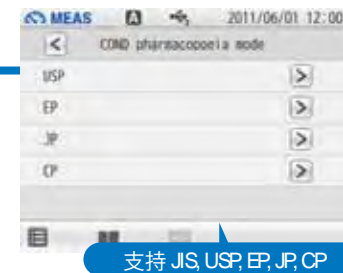 MEAS A 2011/06/01 12:00
< COND pharmacopoeia mode
USP >
EP >
JP >
CP >
支持 JIS, USP, EP, JP, CP